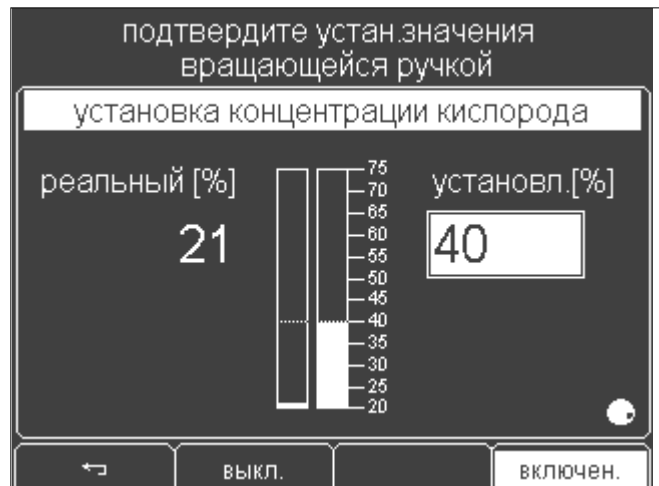 подтвердите устан.значения
вращающейся ручкой
установка концентрации кислорода
реальный [%]
установл.[%]
21
40
75
70
65
60
55
50
45
40
35
30
25
20
выкл.
включен.